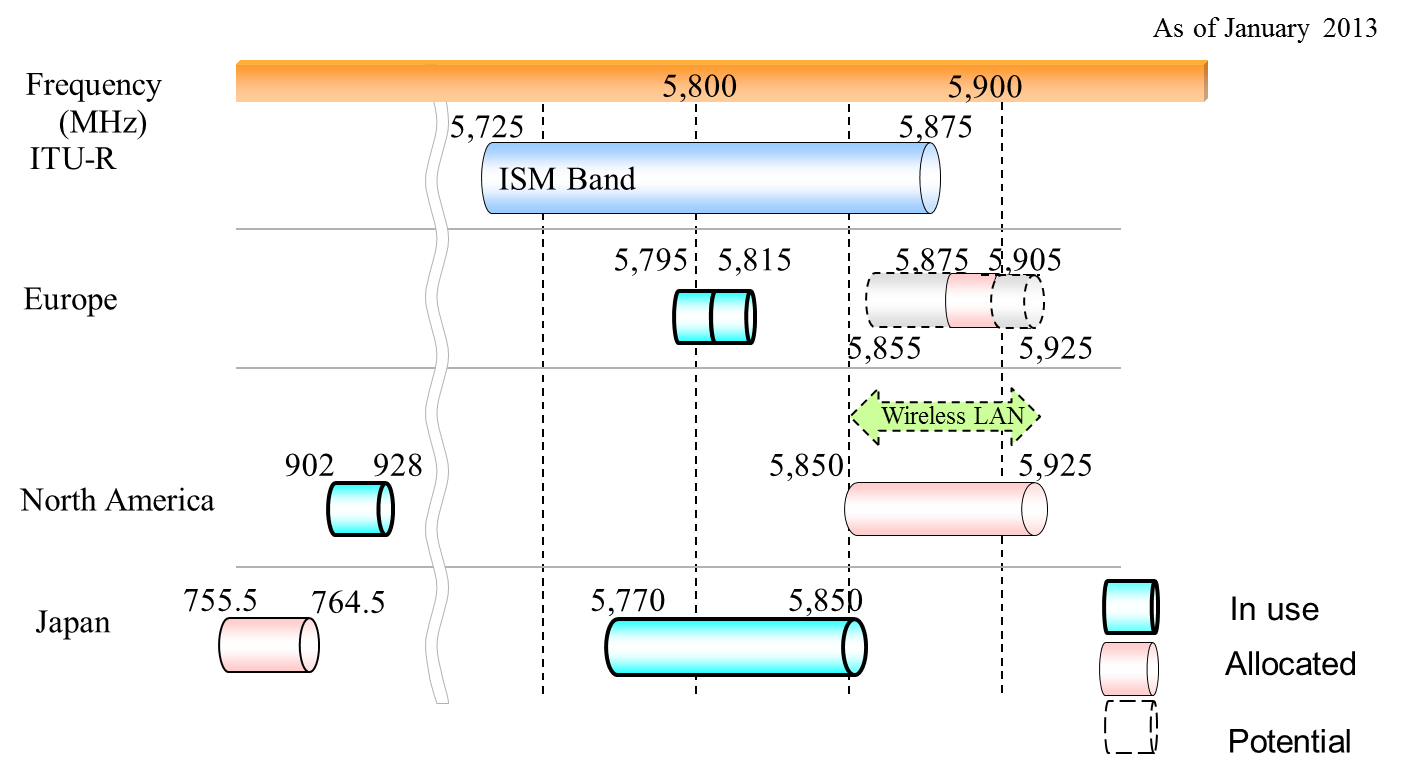 As of January 2013
Frequency 5,800 5,900
(MHz)
5,725 5,875
ITU-R
ISM Band
5,795 5,815 5,875 5,905
Europe
5,855 5,925
Wireless LAN
902 928 5,850 5,925
North America
755.5 764.5 5,770 5,850
Japan
In use
Allocated
Potential